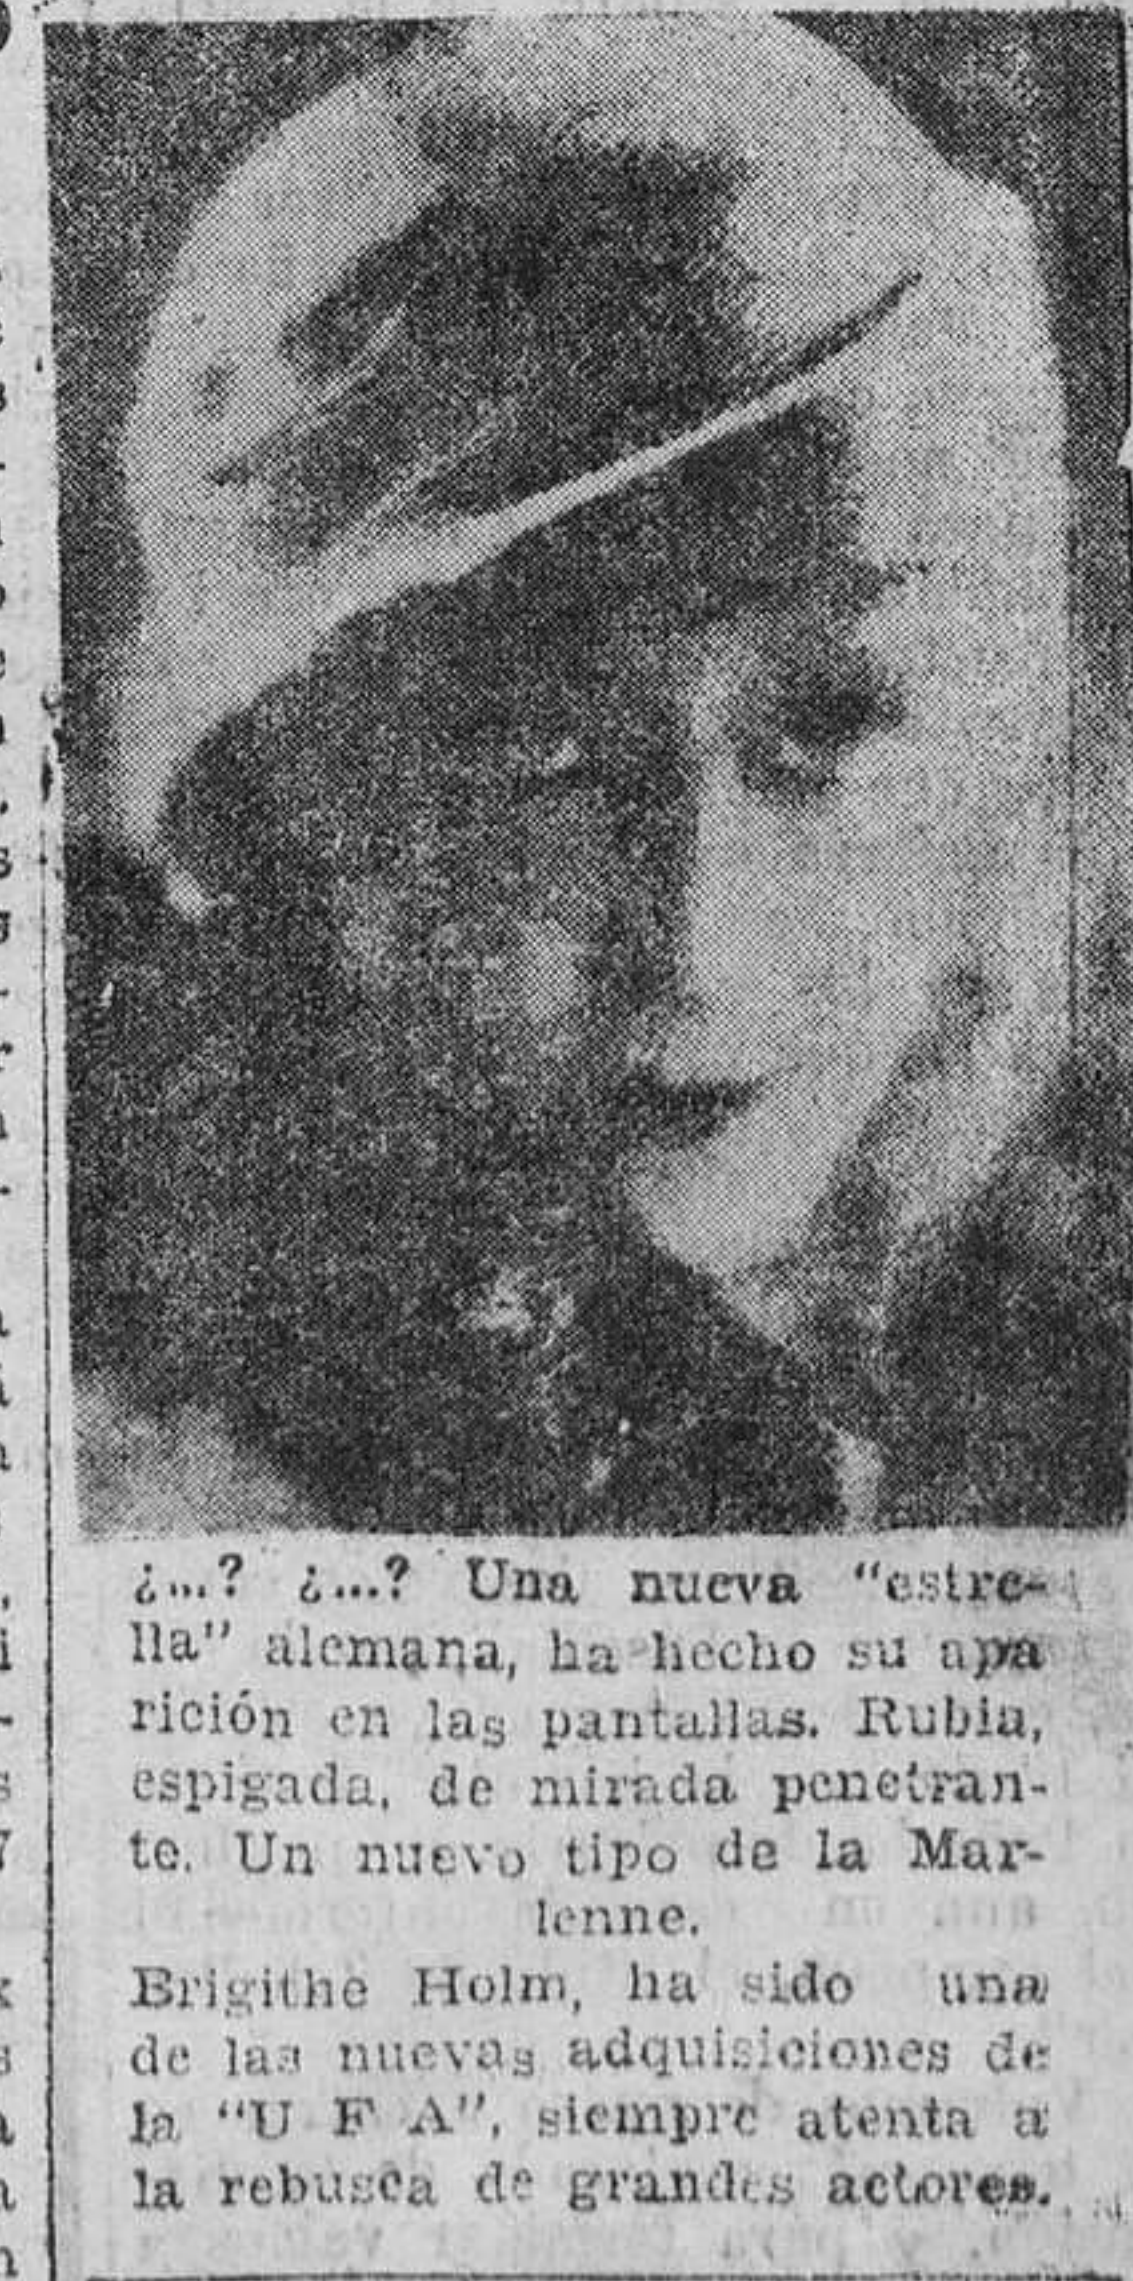 ¿...? ¿...? Una nueva "estre-
lla" alemana, ha hecho su apa
rición en las pantallas. Rubia,
espigada, de mirada penetran-
te. Un nuevo tipo de la Mar-
lenne.
Brigithe Holm, ha sido una
de las nuevas adquisiciones de
la "U F A", siempre atenta a
la rebusca de grandes actores.